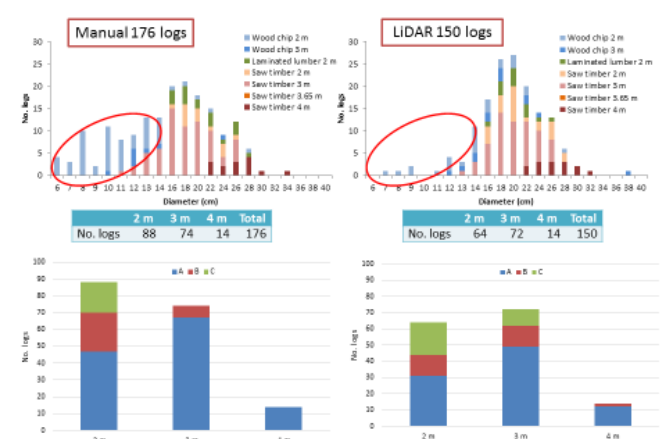 Manual 176 logs
Wood chip 2 m
Wood chip 3 m
Laminated lumber 2 m
Saw timber 2 m
Saw timber 3 m
Saw timber 3.65 m
Saw timber 4 m
No. logs
30
25
20
15
10
5
0
6 7 8 9 10 11 12 13 14 16 18 20 22 24 26 28 30 32 34 36 38 40
Diameter (cm)
2 m 3 m 4 m Total
No. logs 88 74 14 176
LiDAR 150 logs
Wood chip 2 m
Wood chip 3 m
Laminated lumber 2 m
Saw timber 2 m
Saw timber 3 m
Saw timber 3.65 m
Saw timber 4 m
No. logs
30
25
20
15
10
5
0
6 7 8 9 10 11 12 13 14 16 18 20 22 24 26 28 30 32 34 36 38 40
Diameter (cm)
2 m 3 m 4 m Total
No. logs 64 72 14 150
A B C
No. logs
100
90
80
70
60
50
40
30
20
10
0
A B C
No. logs
100
90
80
70
60
50
40
30
20
10
0
2 m 3 m 4 m